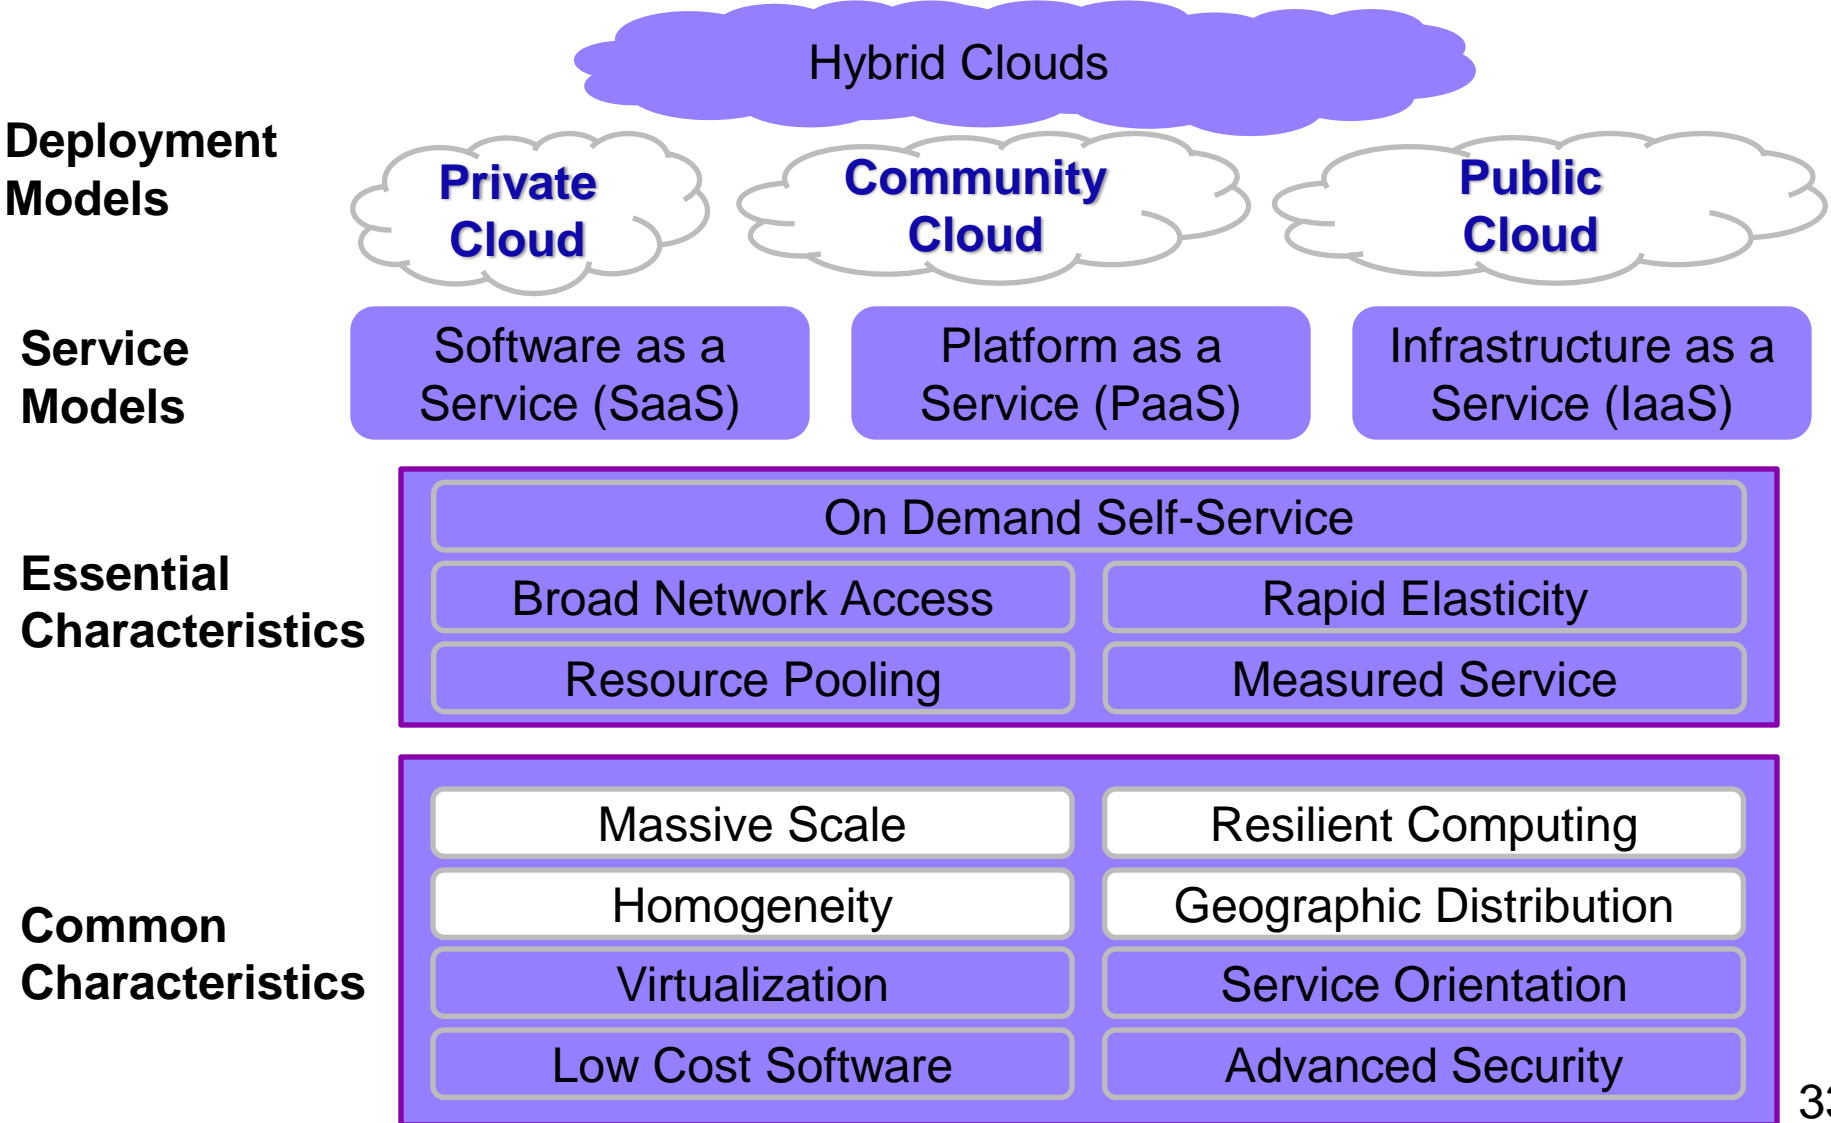 Hybrid Clouds
Deployment
Models
Private
Cloud
Community
Cloud
Public
Cloud
Service
Models
Software as a
Service (SaaS)
Platform as a
Service (PaaS)
Infrastructure as a
Service (IaaS)
Essential
Characteristics
On Demand Self-Service
Broad Network Access
Rapid Elasticity
Resource Pooling
Measured Service
Common
Characteristics
Massive Scale
Resilient Computing
Homogeneity
Geographic Distribution
Virtualization
Service Orientation
Low Cost Software
Advanced Security